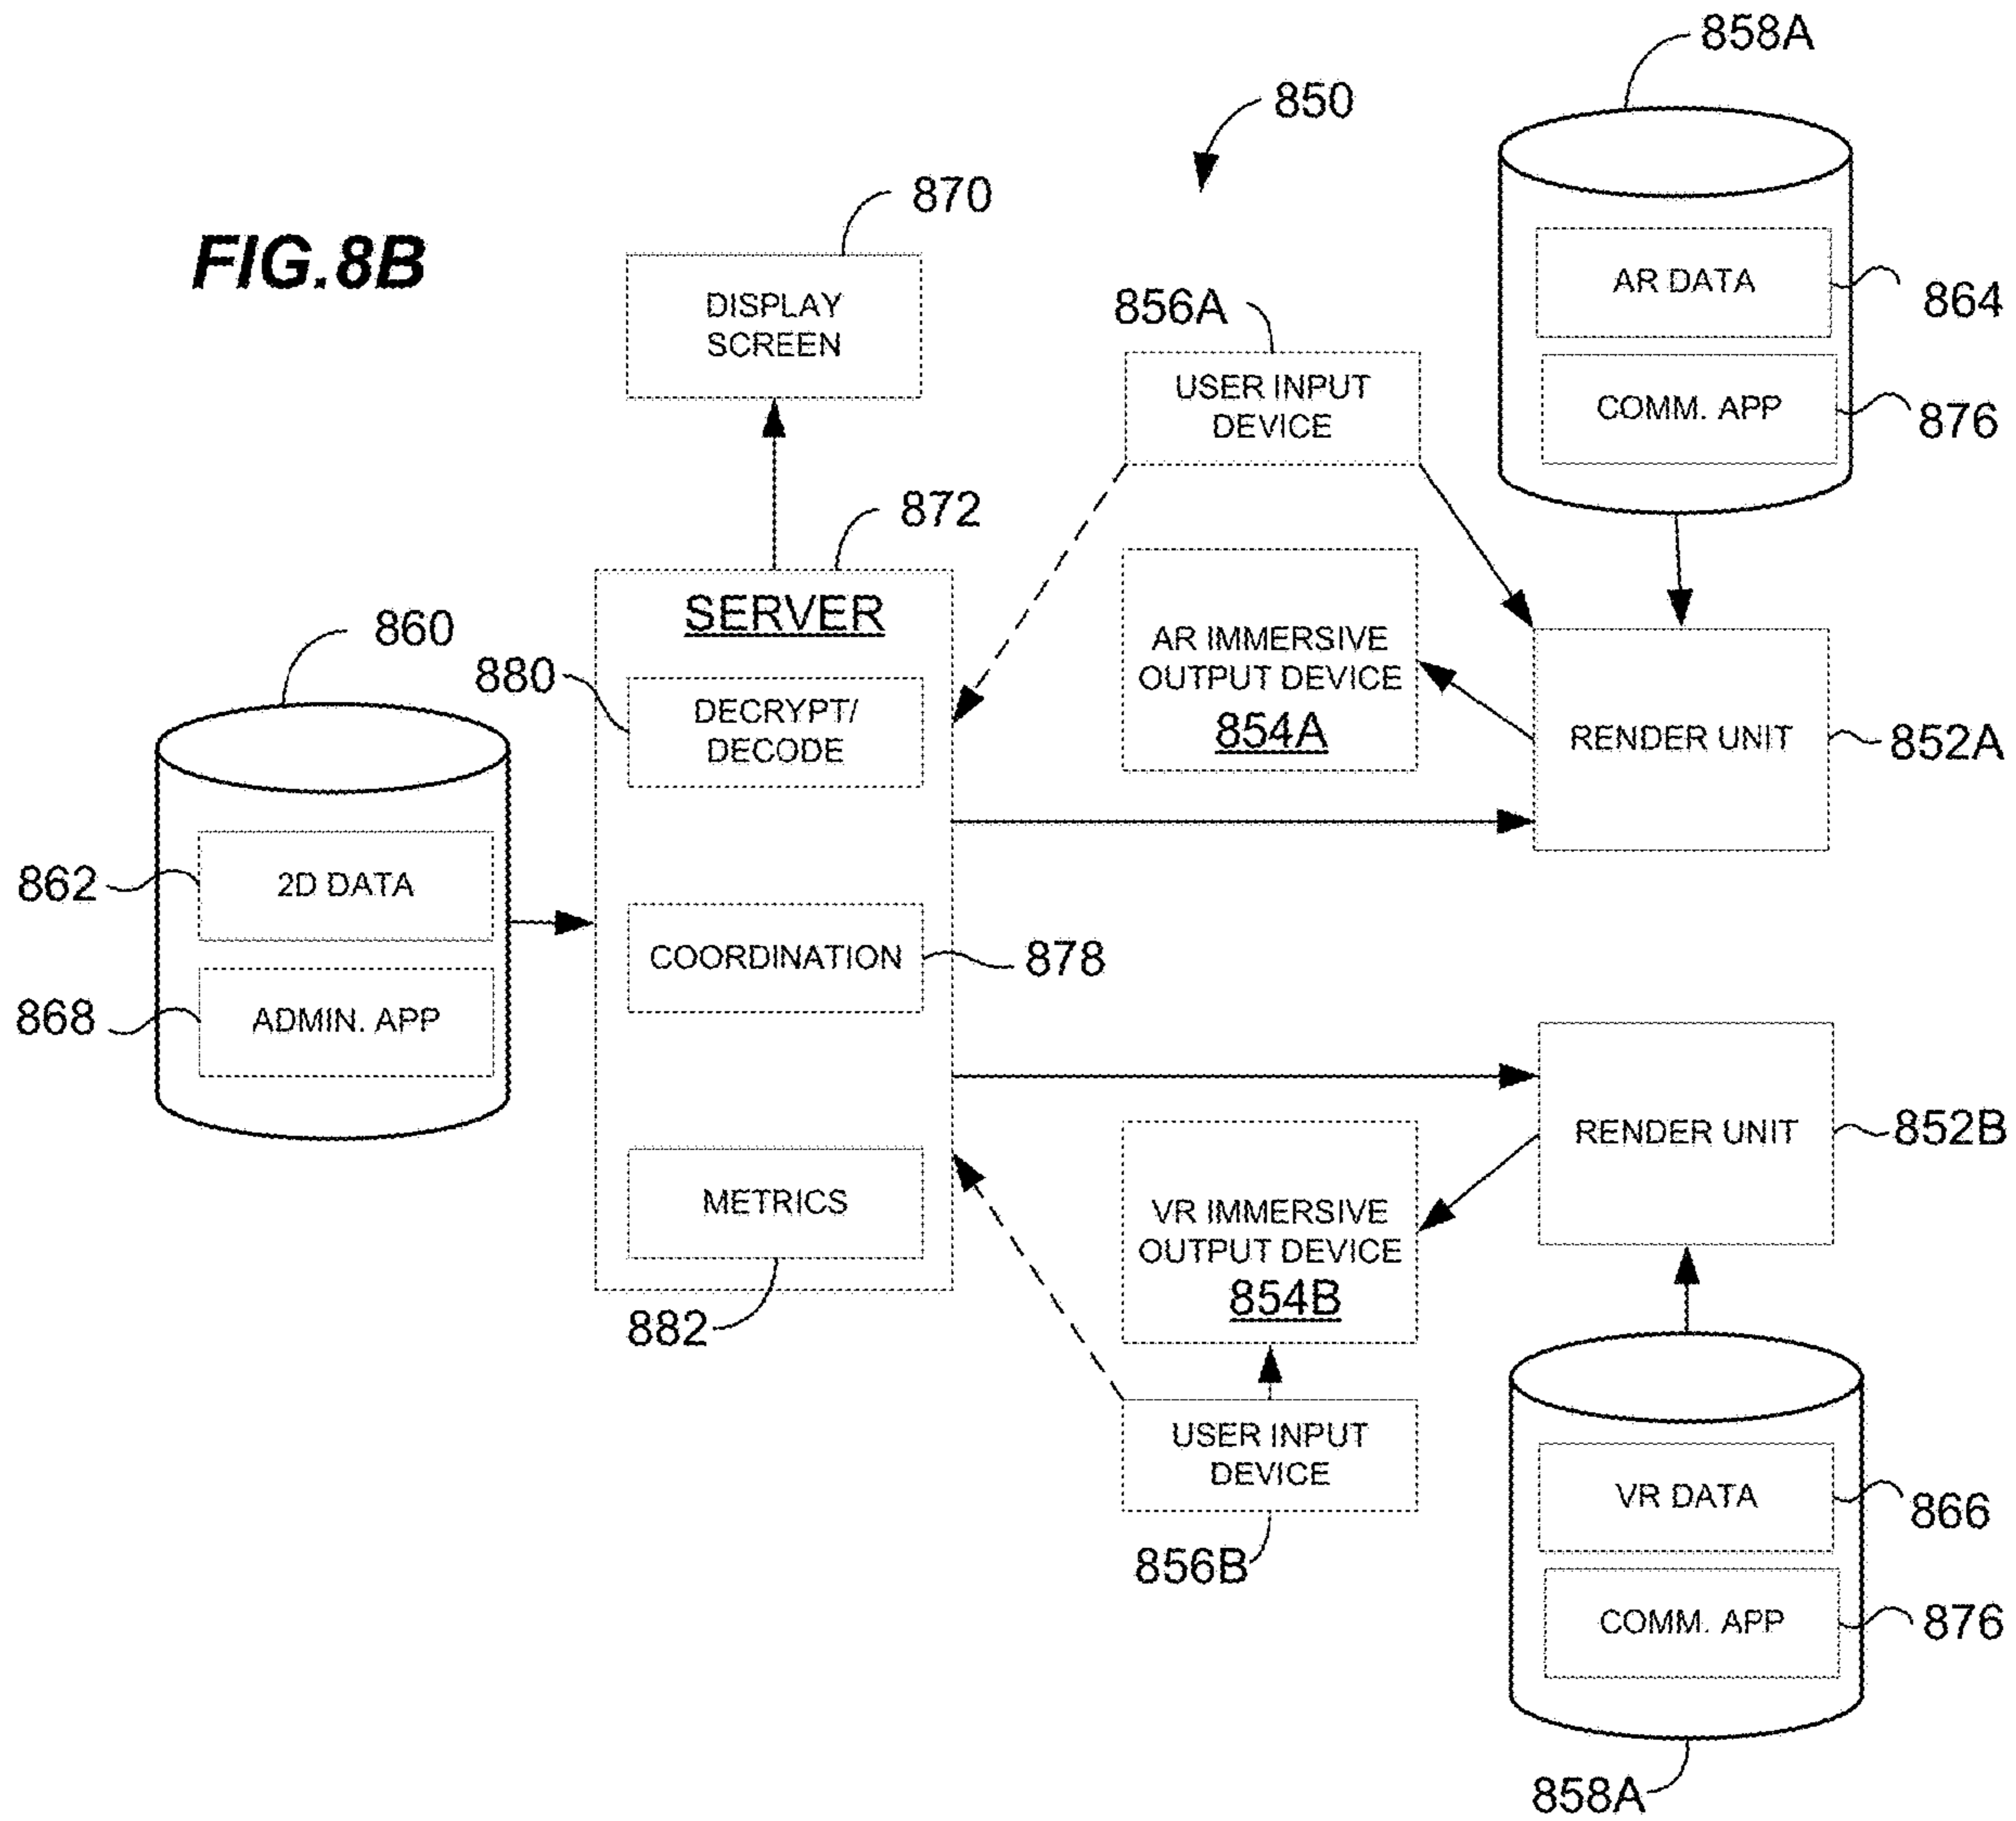 858A
850
870
FIG.8B
DISPLAY
SCREEN
856A
AR DATA
864
USER INPUT
DEVICE
COMM. APP
876
872
SERVER
860
880
DECRYPT/
DECODE
AR IMMERSIVE
OUTPUT DEVICE
854A
RENDER UNIT
852A
862
2D DATA
COORDINATION
878
868
ADMIN. APP
RENDER UNIT
852B
METRICS
VR IMMERSIVE
OUTPUT DEVICE
854B
882
USER INPUT
DEVICE
VR DATA
866
856B
COMM. APP
876
858A